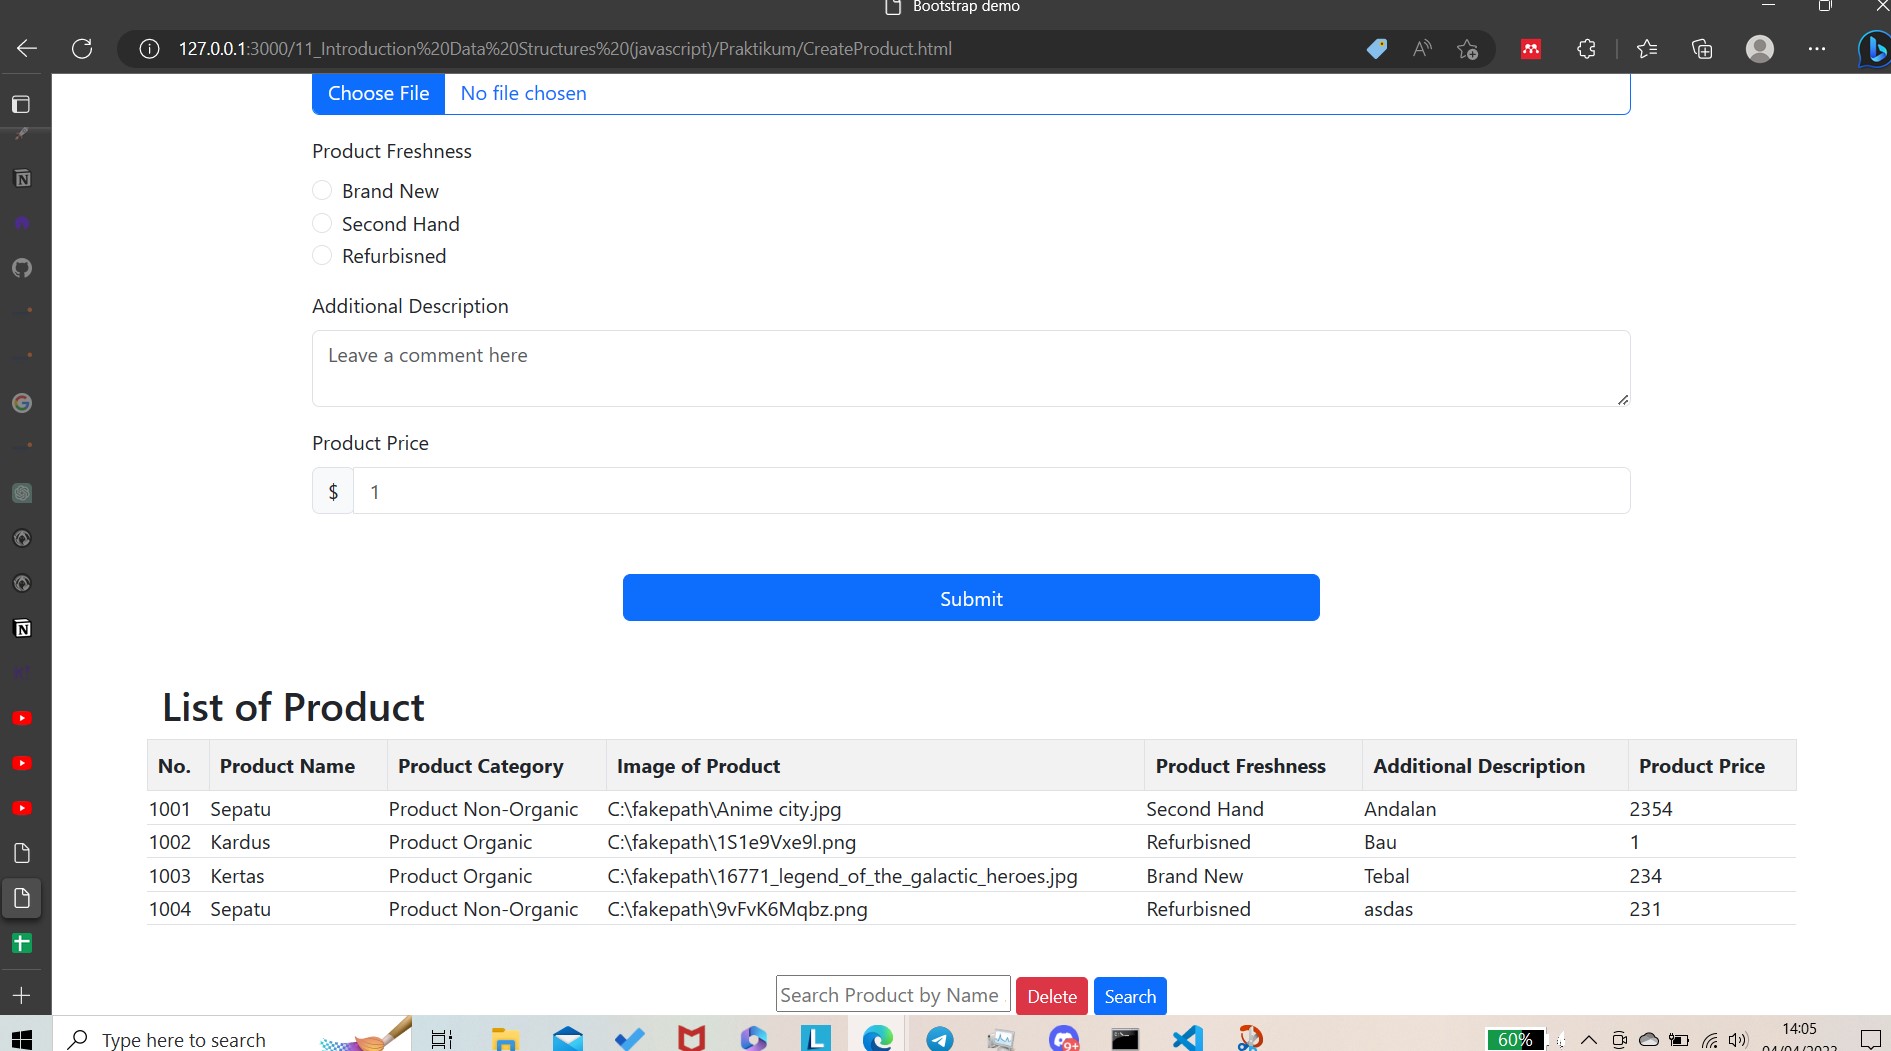 Bootstrap demo
127.0.0.1:3000/11_Introduction%20Data%20Structures%20(javascript)/Praktikum/CreateProduct.html
Choose File No file chosen
Product Freshness
Brand New
Second Hand
Refurbisned
Additional Description
Leave a comment here
Product Price
$ 1
Submit
List of Product
No. Product Name Product Category Image of Product Product Freshness Additional Description Product Price
1001 Sepatu Product Non-Organic C:\fakepath\Anime city.jpg Second Hand Andalan 2354
1002 Kardus Product Organic C:\fakepath\1S1e9Vxe9l.png Refurbisned Bau 1
1003 Kertas Product Organic C:\fakepath\16771_legend_of_the_galactic_heroes.jpg Brand New Tebal 234
1004 Sepatu Product Non-Organic C:\fakepath\9vFvK6Mqbz.png Refurbisned asdas 231
Search Product by Name Delete Search
Type here to search
9+
60%
14:05